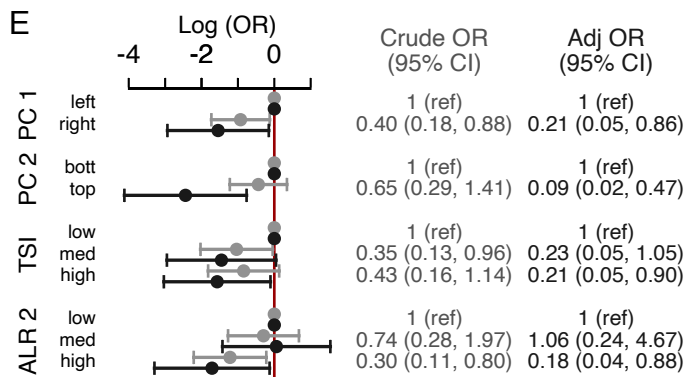 E
Log (OR)
-4 -2 0
Crude OR
(95% CI)
Adj OR
(95% CI)
PC 1
left 1 (ref) 1 (ref)
right 0.40 (0.18, 0.88) 0.21 (0.05, 0.86)
PC 2
bott 1 (ref) 1 (ref)
top 0.65 (0.29, 1.41) 0.09 (0.02, 0.47)
TSI
low 1 (ref) 1 (ref)
med 0.35 (0.13, 0.96) 0.23 (0.05, 1.05)
high 0.43 (0.16, 1.14) 0.21 (0.05, 0.90)
ALR 2
low 1 (ref) 1 (ref)
med 0.74 (0.28, 1.97) 1.06 (0.24, 4.67)
high 0.30 (0.11, 0.80) 0.18 (0.04, 0.88)